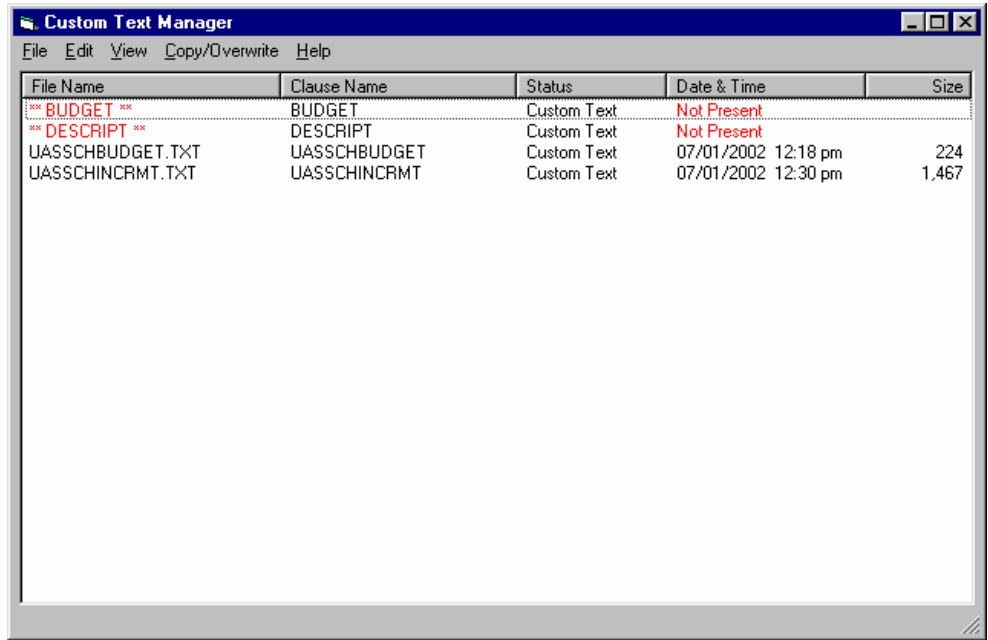 Custom Text Manager
File Edit View Copy/Overwrite Help
File Name Clause Name Status Date & Time Size
** BUDGET ** BUDGET Custom Text Not Present
** DESCRIPT ** DESCRIPT Custom Text Not Present
UASSCHBUDGET.TXT UASSCHBUDGET Custom Text 07/01/2002 12:18 pm 224
UASSCHINCRMT.TXT UASSCHINCRMT Custom Text 07/01/2002 12:30 pm 1,467